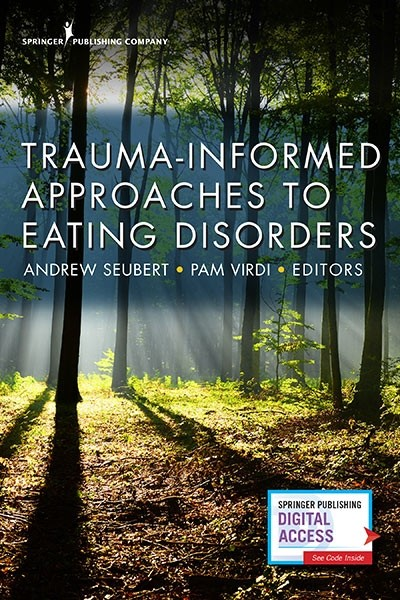 SPRINGER PUBLISHING COMPANY
TRAUMA-INFORMED
APPROACHES TO
EATING DISORDERS
ANDREW SEUBERT • PAM VIRDI • EDITORS
SPRINGER PUBLISHING
DIGITAL
ACCESS
See Code Inside